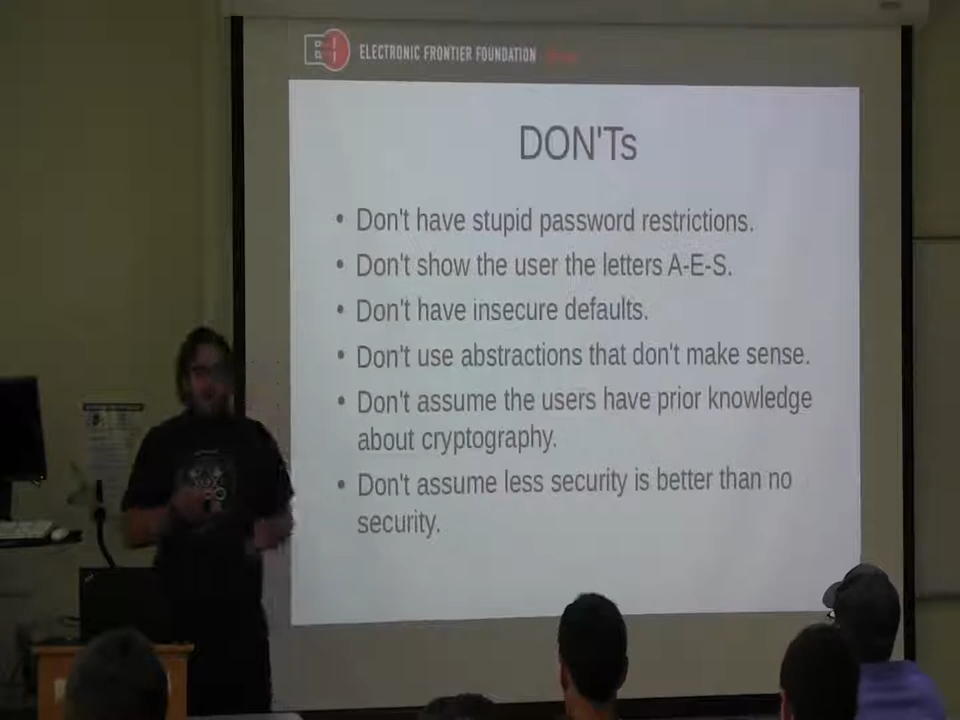 ELECTRONIC FRONTIER FOUNDATION
DON'Ts
• Don't have stupid password restrictions.
• Don't show the user the letters A-E-S.
• Don't have insecure defaults.
• Don't use abstractions that don't make sense.
• Don't assume the users have prior knowledge
about cryptography.
• Don't assume less security is better than no
security.